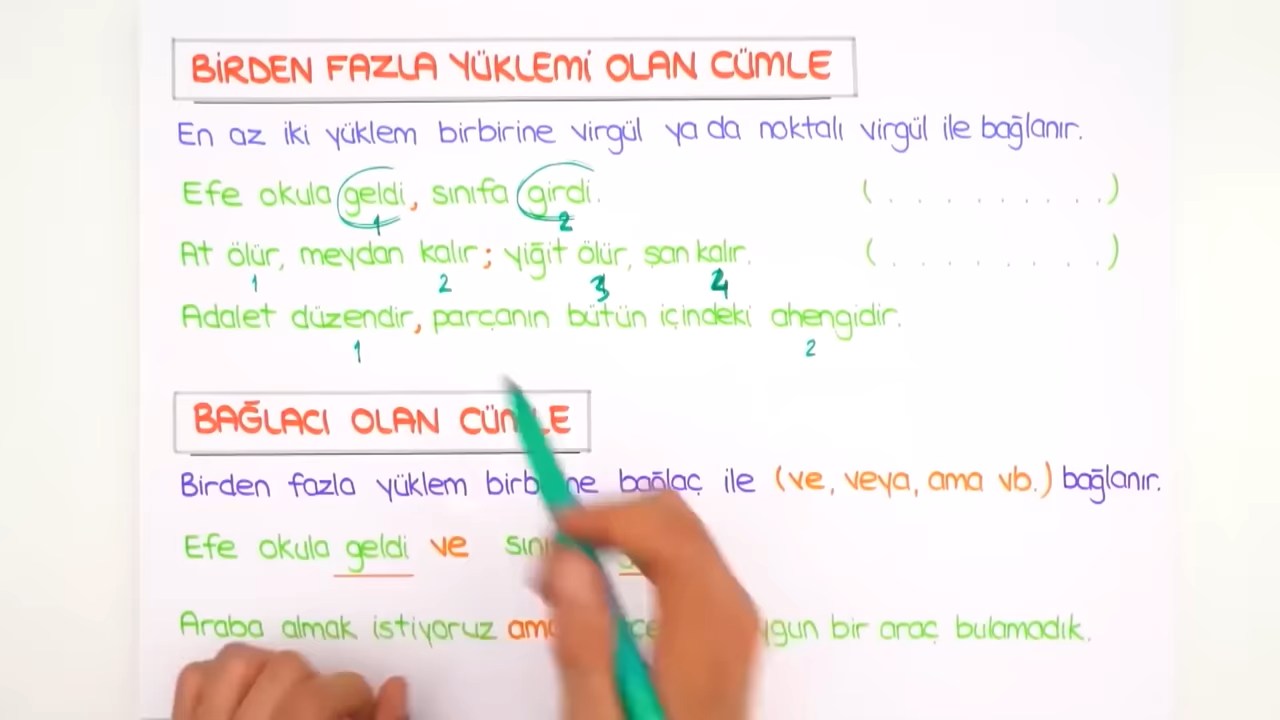 BİRDEN FAZLA YÜKLEMİ OLAN CÜMLE
En az iki yüklem birbirine virgül ya da noktalı virgül ile bağlanır.
Efe okula geldi, sınıfa girdi. (. . . . . . . . . .)
1 2
At ölür, meydan kalır; yiğit ölür, şan kalır. (. . . . . . . . .)
1 2 3 4
Adalet düzendir, parçanın bütün içindeki ahengidir.
1 2
BAĞLACI OLAN CÜMLE
Birden fazla yüklem bağlaç ile (ve, veya, ama vb.) bağlanır.
Efe okula geldi ve
Araba almak istiyoruz bir araç bulamadık.